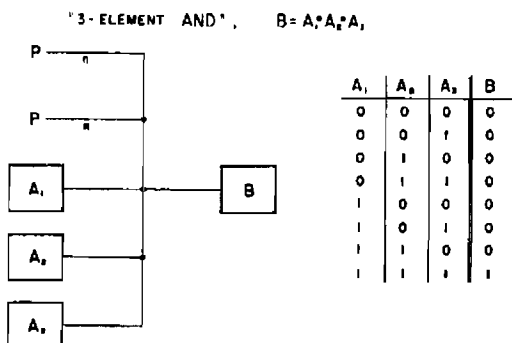 "3-ELEMENT AND", B = A₁•A₂•A₃
P n
P n
A₁ B
A₂
A₃
A₁ A₂ A₃ B
0 0 0 0
0 0 1 0
0 1 0 0
0 1 1 0
1 0 0 0
1 0 1 0
1 1 0 0
1 1 1 1